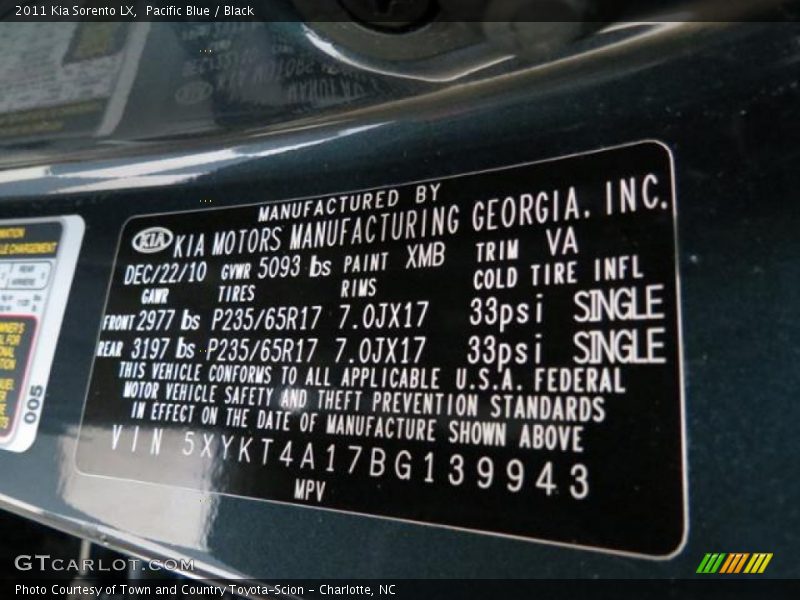 2011 Kia Sorento LX, Pacific Blue / Black
MANUFACTURED BY
KIA KIA MOTORS MANUFACTURING GEORGIA. INC.
DEC/22/10 GVWR 5093 lbs PAINT XMB TRIM VA
GAWR TIRES RIMS COLD TIRE INFL
FRONT 2977 lbs P235/65R17 7.0JX17 33psi SINGLE
REAR 3197 lbs P235/65R17 7.0JX17 33psi SINGLE
THIS VEHICLE CONFORMS TO ALL APPLICABLE U.S.A. FEDERAL
MOTOR VEHICLE SAFETY AND THEFT PREVENTION STANDARDS
IN EFFECT ON THE DATE OF MANUFACTURE SHOWN ABOVE
VIN 5XYKT4A17BG139943
MPV
REAR
005
GTCARLOT.COM
Photo Courtesy of Town and Country Toyota-Scion - Charlotte, NC